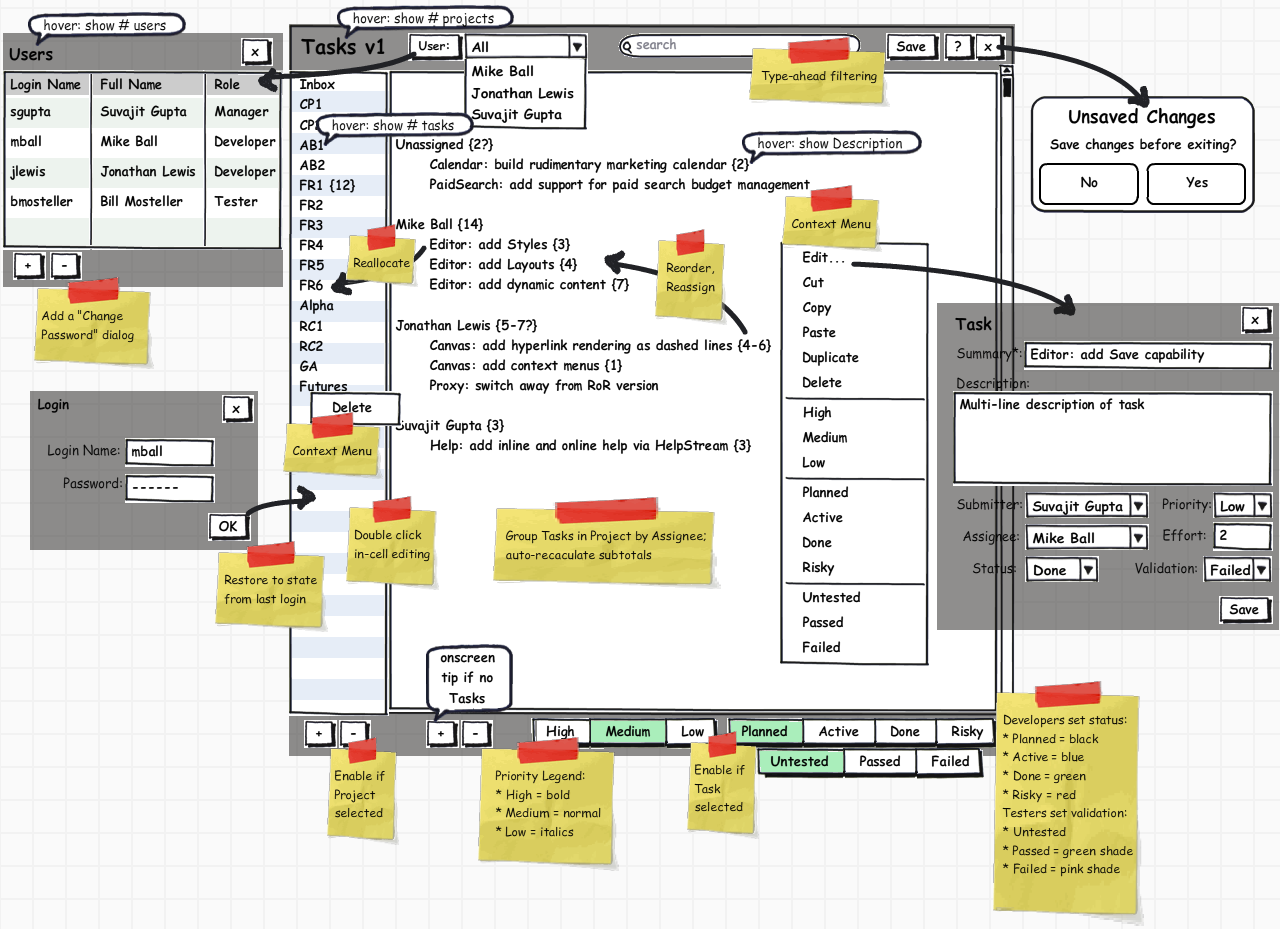 hover: show # users
Users
x
Login Name Full Name Role
sgupta Suvajit Gupta Manager
mball Mike Ball Developer
jlewis Jonathan Lewis Developer
bmosteller Bill Mosteller Tester
+ -
Add a "Change
Password" dialog
Login
x
Login Name: mball
Password: ------
OK
Restore to state
from last login
hover: show # projects
Tasks v1
User: All
Mike Ball
Jonathan Lewis
Suvajit Gupta
search
Type-ahead filtering
Save ? x
Inbox
CP1
hover: show # tasks
AB1
AB2
FR1 {12}
FR2
FR3
FR4
FR5
FR6
Alpha
RC1
RC2
GA
Futures
Delete
Context Menu
Reallocate
Double click
in-cell editing
Unassigned {2?}
Calendar: build rudimentary marketing calendar {2}
PaidSearch: add support for paid search budget management
hover: show Description
Mike Ball {14}
Editor: add Styles {3}
Editor: add Layouts {4}
Editor: add dynamic content {7}
Reorder,
Reassign
Jonathan Lewis {5-7?}
Canvas: add hyperlink rendering as dashed lines {4-6}
Canvas: add context menus {1}
Proxy: switch away from RoR version
Suvajit Gupta {3}
Help: add inline and online help via HelpStream {3}
Group Tasks in Project by Assignee;
auto-recaculate subtotals
Context Menu
Edit...
Cut
Copy
Paste
Duplicate
Delete
High
Medium
Low
Planned
Active
Done
Risky
Untested
Passed
Failed
onscreen
tip if no
Tasks
+ - + -
High Medium Low Planned Active Done Risky
Untested Passed Failed
Enable if
Project
selected
Priority Legend:
* High = bold
* Medium = normal
* Low = italics
Enable if
Task
selected
Unsaved Changes
Save changes before exiting?
No Yes
Task
x
Summary*: Editor: add Save capability
Description:
Multi-line description of task
Submitter: Suvajit Gupta Priority: Low
Assignee: Mike Ball Effort: 2
Status: Done Validation: Failed
Save
Developers set status:
* Planned = black
* Active = blue
* Done = green
* Risky = red
Testers set validation:
* Untested
* Passed = green shade
* Failed = pink shade